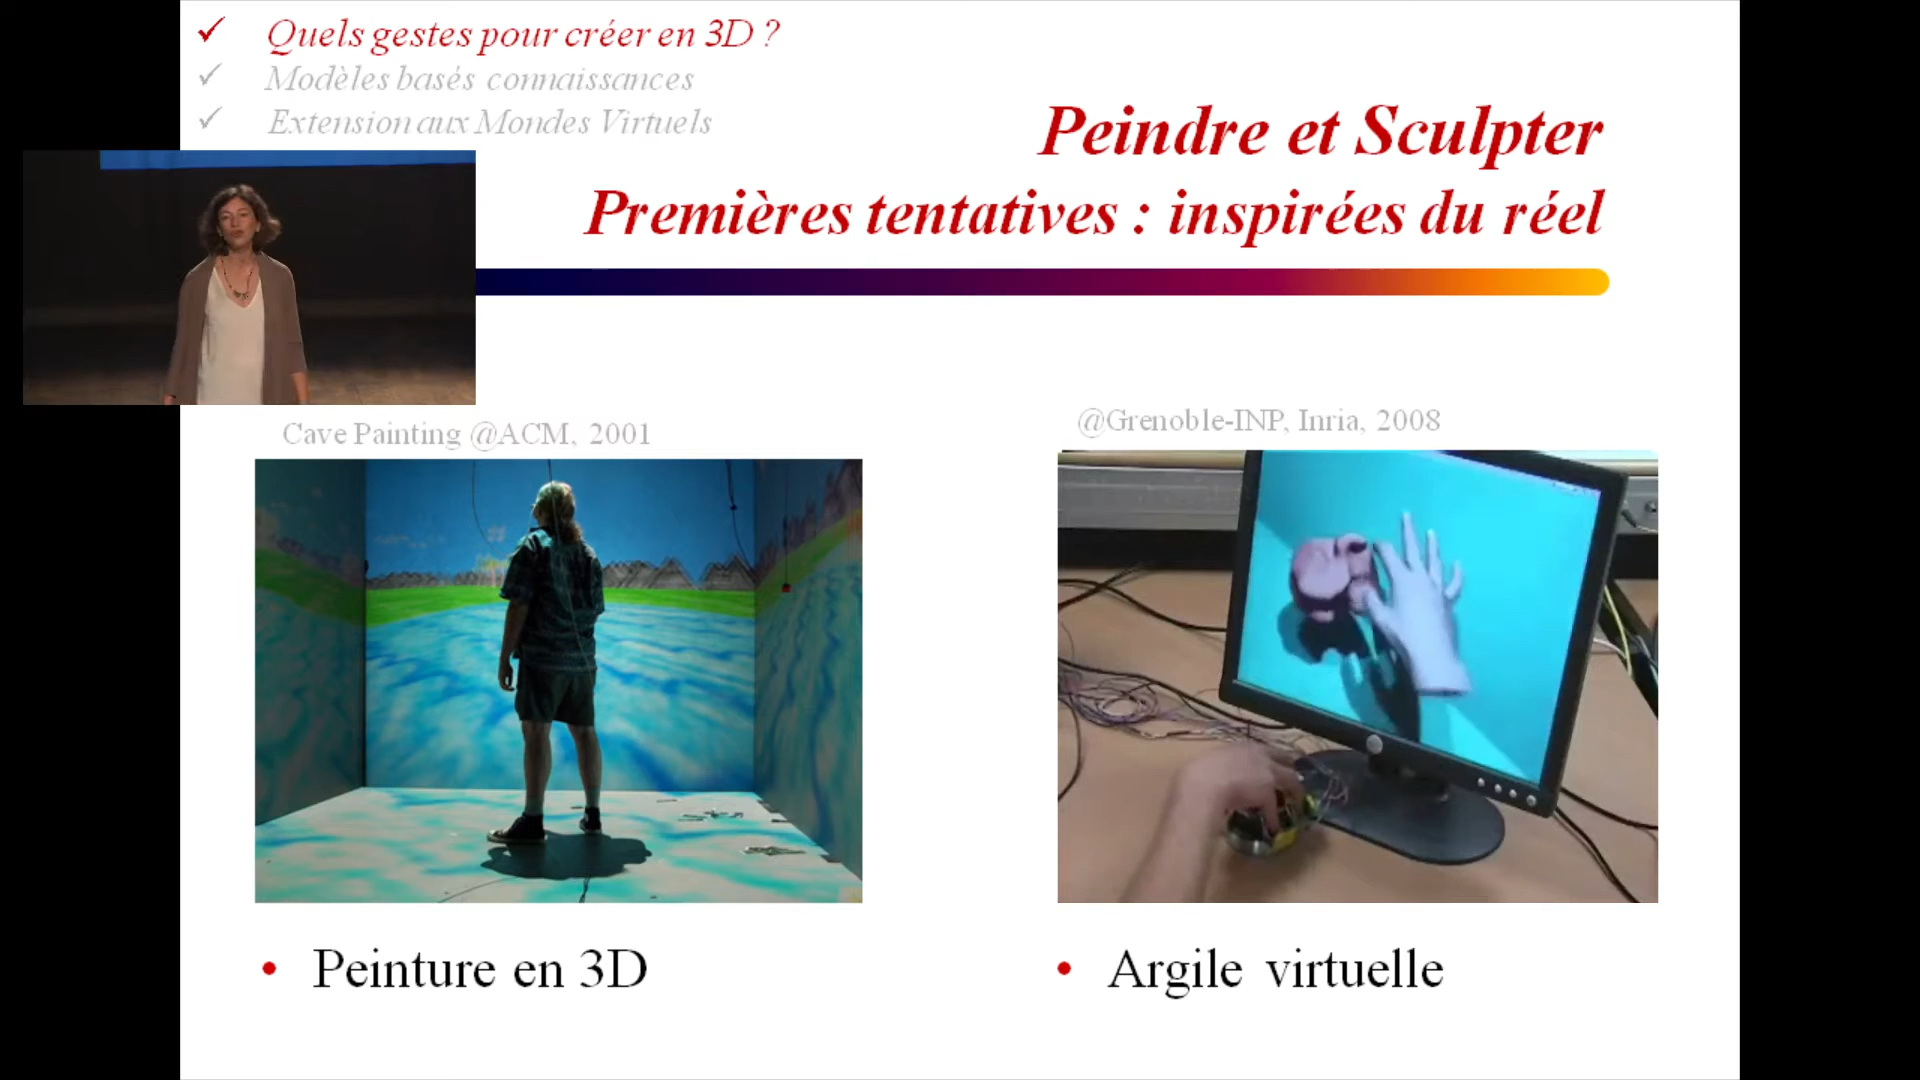 Quels gestes pour créer en 3D ?
Modèles basés connaissances
Extension aux Mondes Virtuels
Peindre et Sculpter
Premières tentatives : inspirées du réel
Cave Painting @ACM, 2001
@Grenoble-INP, Inria, 2008
• Peinture en 3D
• Argile virtuelle